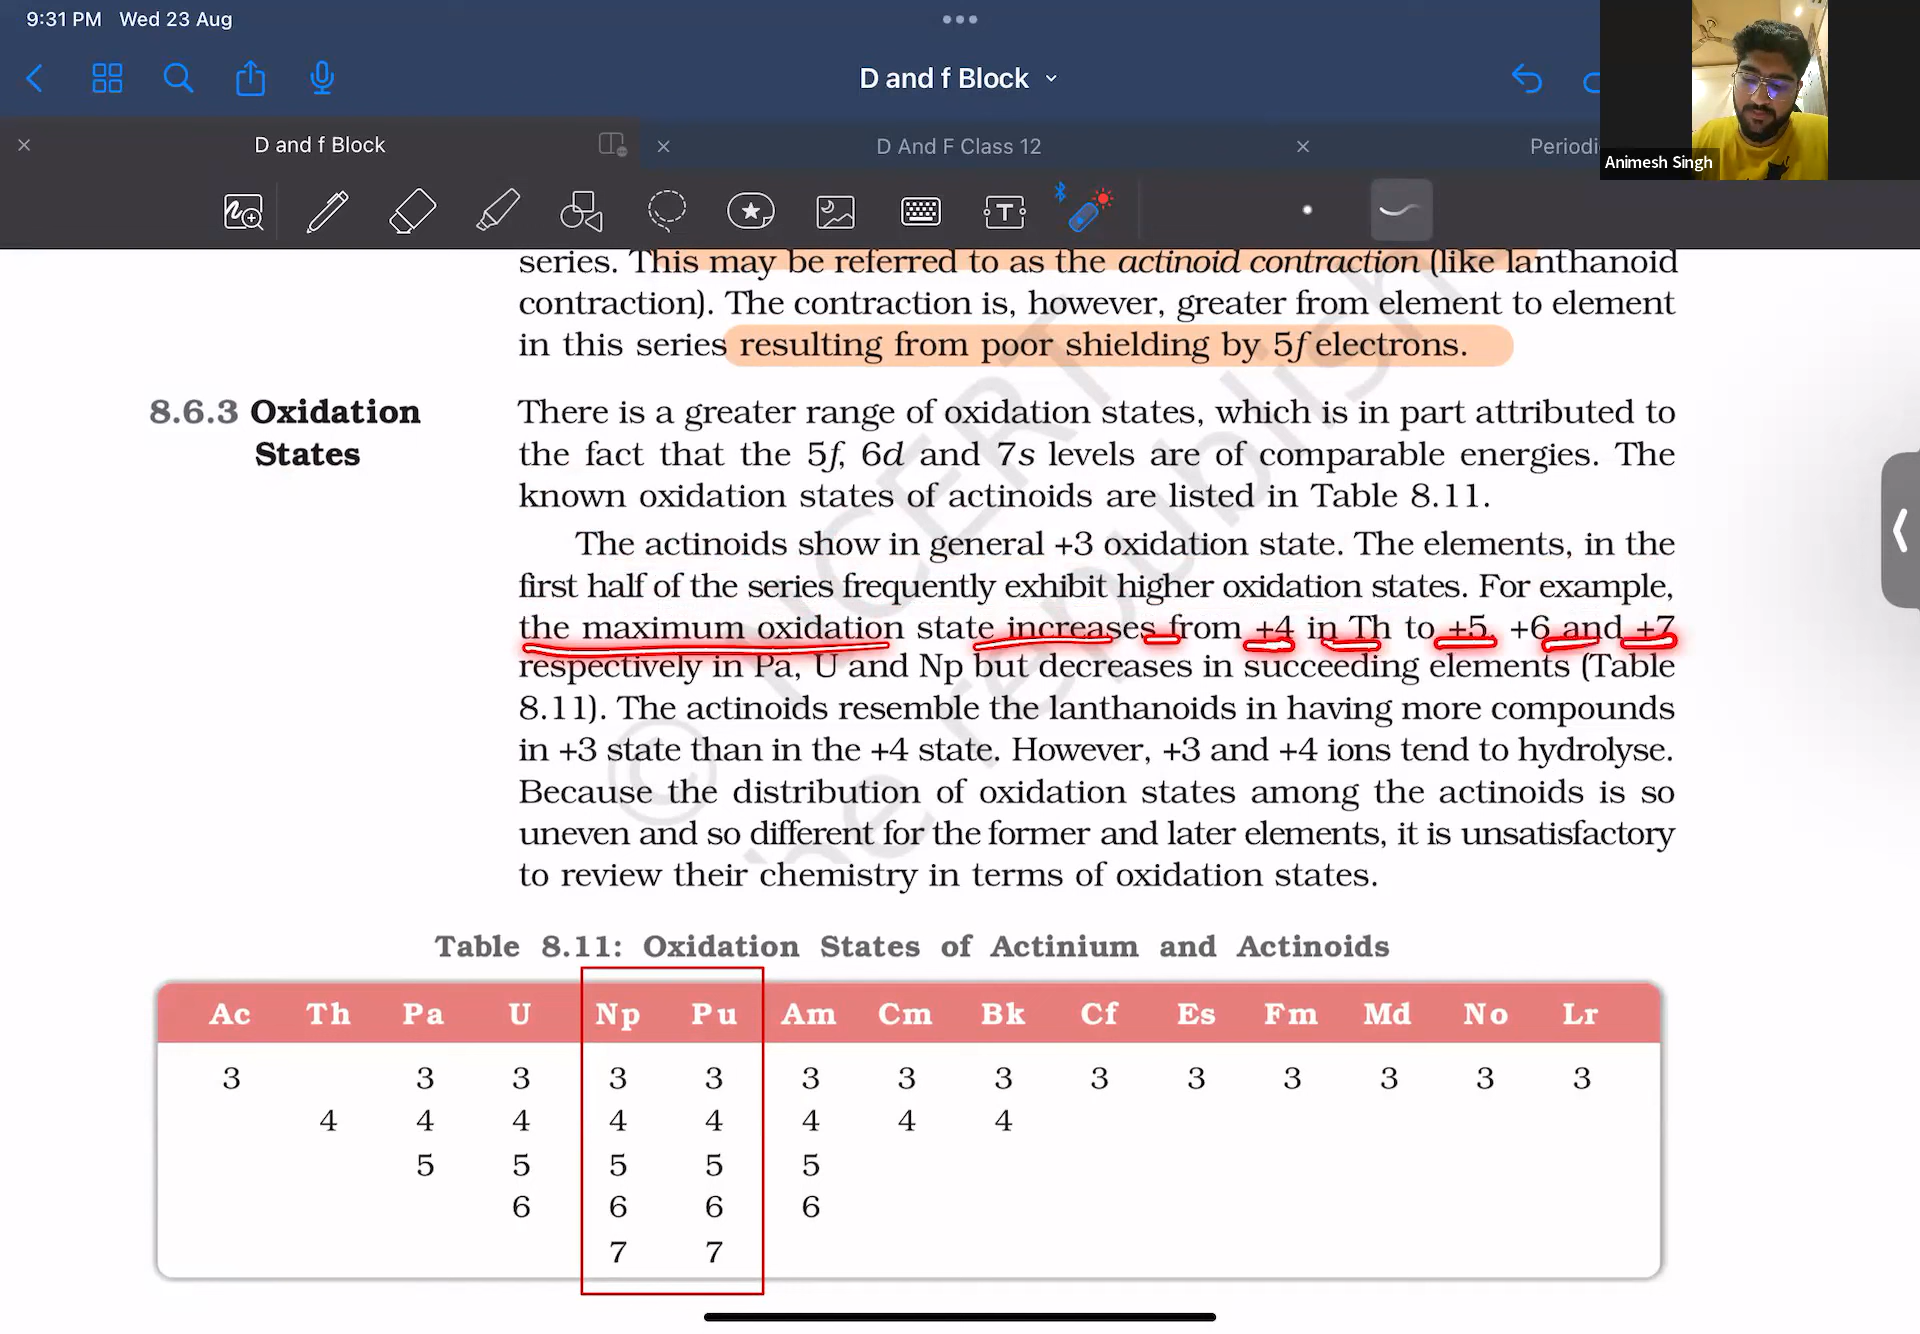 9:31 PM Wed 23 Aug
D and f Block
D and f Block
D And F Class 12
Periodi
Animesh Singh
series. This may be referred to as the actinoid contraction (like lanthanoid
contraction). The contraction is, however, greater from element to element
in this series resulting from poor shielding by 5f electrons.
8.6.3 Oxidation
States
There is a greater range of oxidation states, which is in part attributed to
the fact that the 5f, 6d and 7s levels are of comparable energies. The
known oxidation states of actinoids are listed in Table 8.11.
The actinoids show in general +3 oxidation state. The elements, in the
first half of the series frequently exhibit higher oxidation states. For example,
the maximum oxidation state increases from +4 in Th to +5, +6 and +7
respectively in Pa, U and Np but decreases in succeeding elements (Table
8.11). The actinoids resemble the lanthanoids in having more compounds
in +3 state than in the +4 state. However, +3 and +4 ions tend to hydrolyse.
Because the distribution of oxidation states among the actinoids is so
uneven and so different for the former and later elements, it is unsatisfactory
to review their chemistry in terms of oxidation states.
© NCERT
be republish
Table 8.11: Oxidation States of Actinium and Actinoids
Ac Th Pa U Np Pu Am Cm Bk Cf Es Fm Md No Lr
3 3 3 3 3 3 3 3 3 3 3 3 3 3
4 4 4 4 4 4 4 4
5 5 5 5 5
6 6 6 6
7 7